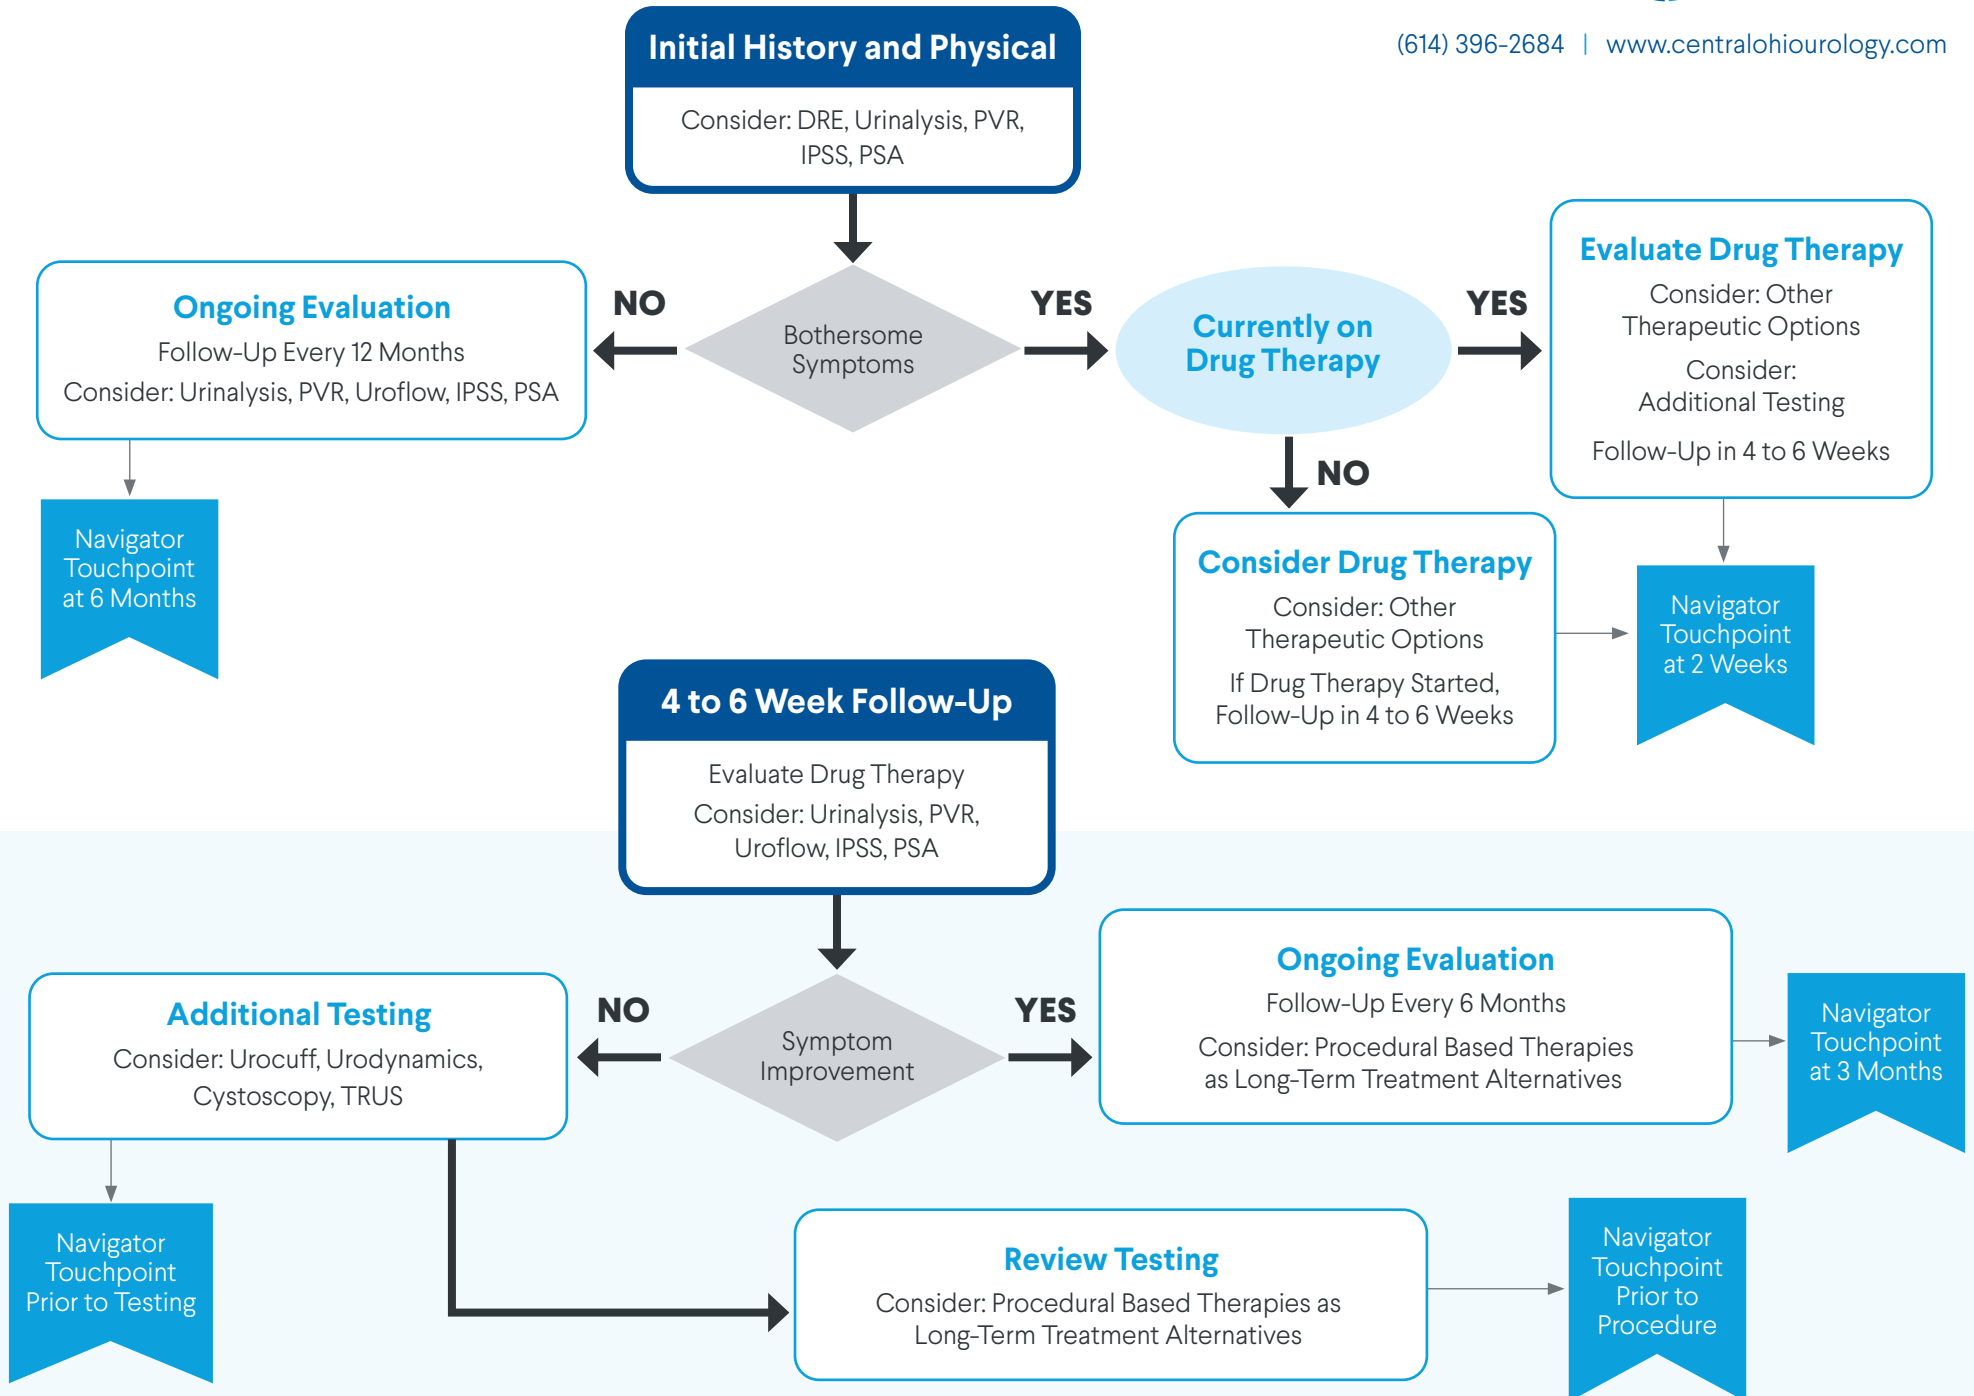 (614) 396-2684 | www.centralohiourology.com
Initial History and Physical
Consider: DRE, Urinalysis, PVR,
IPSS, PSA
Bothersome
Symptoms
NO
YES
Ongoing Evaluation
Follow-Up Every 12 Months
Consider: Urinalysis, PVR, Uroflow, IPSS, PSA
Navigator
Touchpoint
at 6 Months
Currently on
Drug Therapy
YES
NO
Evaluate Drug Therapy
Consider: Other
Therapeutic Options
Consider:
Additional Testing
Follow-Up in 4 to 6 Weeks
Consider Drug Therapy
Consider: Other
Therapeutic Options
If Drug Therapy Started,
Follow-Up in 4 to 6 Weeks
Navigator
Touchpoint
at 2 Weeks
4 to 6 Week Follow-Up
Evaluate Drug Therapy
Consider: Urinalysis, PVR,
Uroflow, IPSS, PSA
Symptom
Improvement
NO
YES
Additional Testing
Consider: Urocuff, Urodynamics,
Cystoscopy, TRUS
Navigator
Touchpoint
Prior to Testing
Ongoing Evaluation
Follow-Up Every 6 Months
Consider: Procedural Based Therapies
as Long-Term Treatment Alternatives
Navigator
Touchpoint
at 3 Months
Review Testing
Consider: Procedural Based Therapies as
Long-Term Treatment Alternatives
Navigator
Touchpoint
Prior to
Procedure